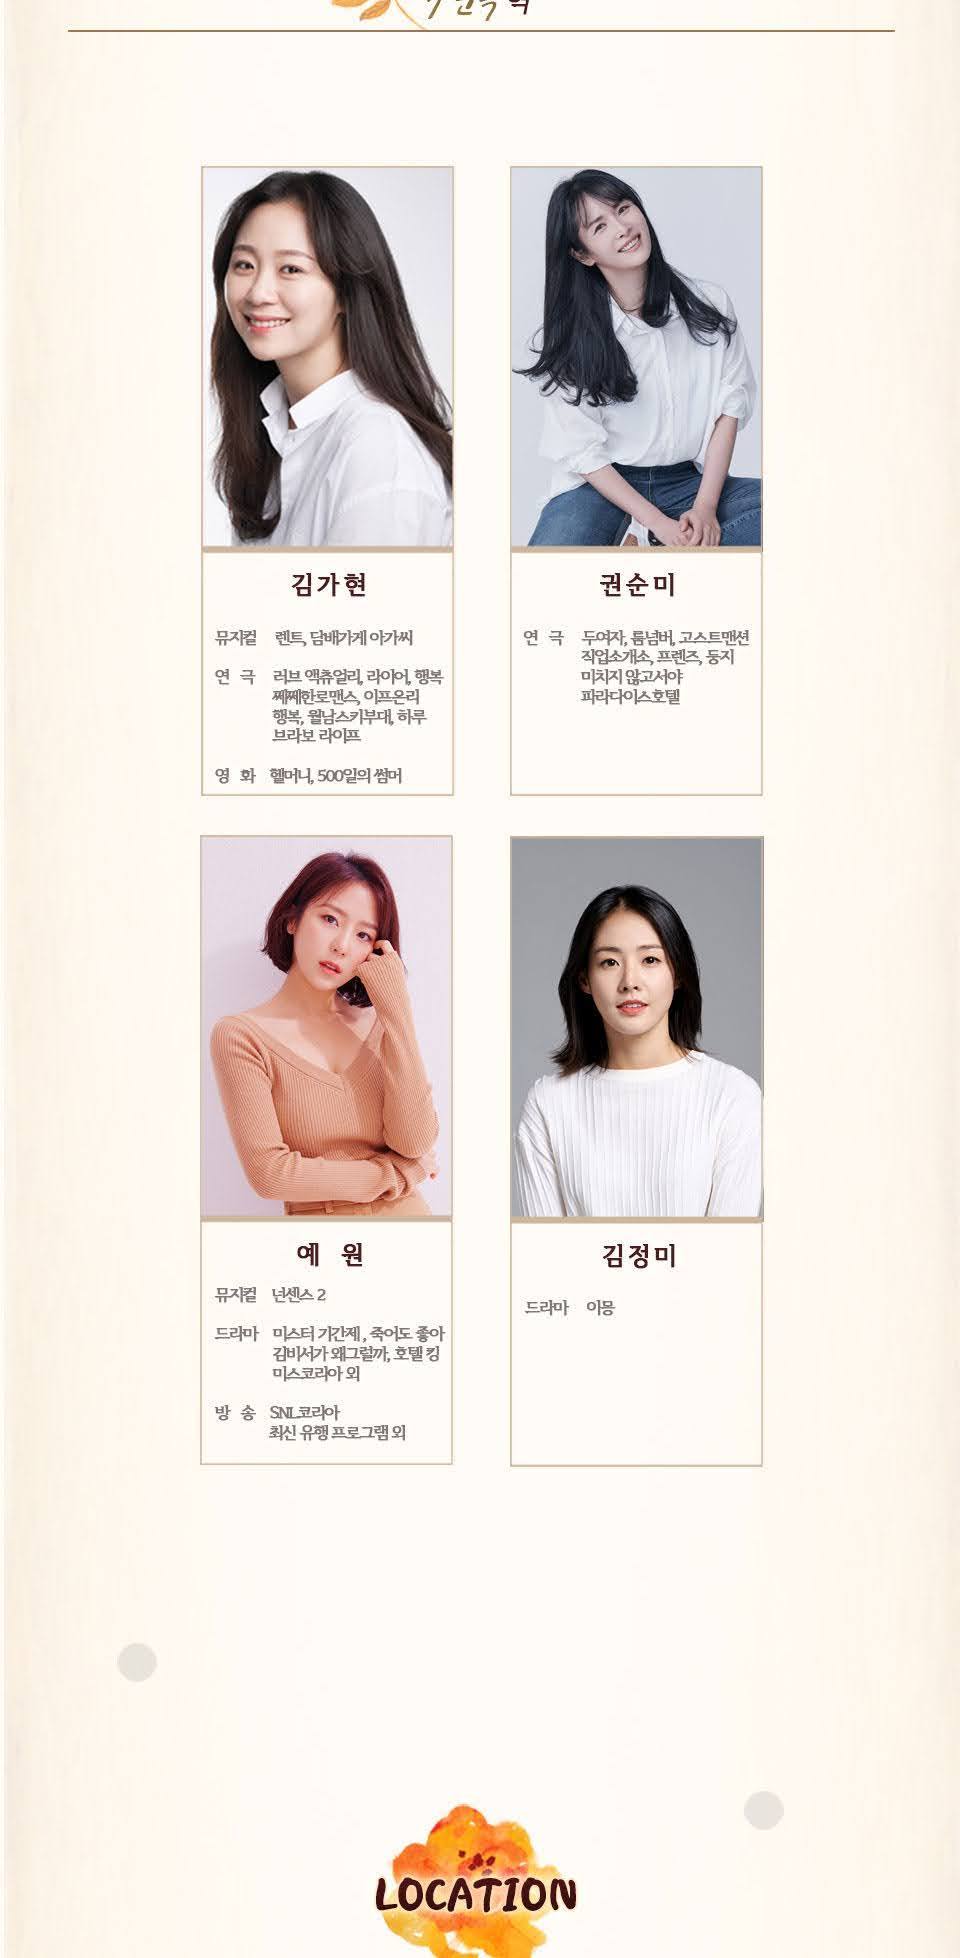 역
김가현
뮤지컬 렌트, 담배가게 아가씨
연 극 러브 액츄얼리, 라이어, 행복
쩨쩨한로맨스, 이프온리
행복, 월남스키부대, 하루
브라보 라이프
영 화 헬머니, 500일의 썸머
권순미
연 극 두여자, 룸넘버, 고스트맨션
직업소개소, 프렌즈, 둥지
미치지 않고서야
파라다이스호텔
예 원
뮤지컬 넌센스 2
드라마 미스터 기간제 , 죽어도 좋아
김비서가 왜그럴까, 호텔 킹
미스코리아 외
방 송 SNL코리아
최신 유행 프로그램 외
김정미
드라마 이몽
LOCATION